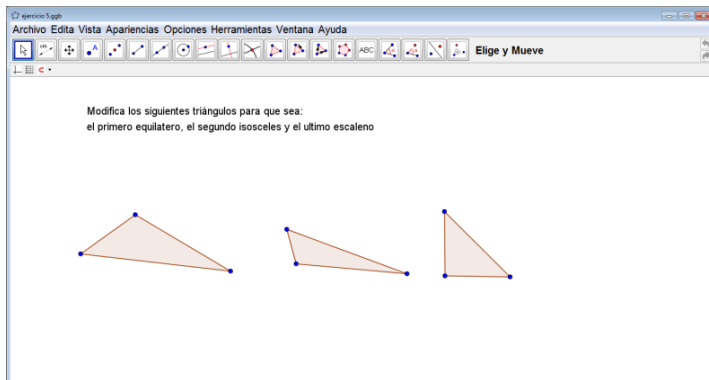 ejercicio 5.ggb
Archivo Edita Vista Apariencias Opciones Herramientas Ventana Ayuda
ABC Elige y Mueve
Modifica los siguientes triángulos para que sea:
el primero equilatero, el segundo isosceles y el ultimo escaleno